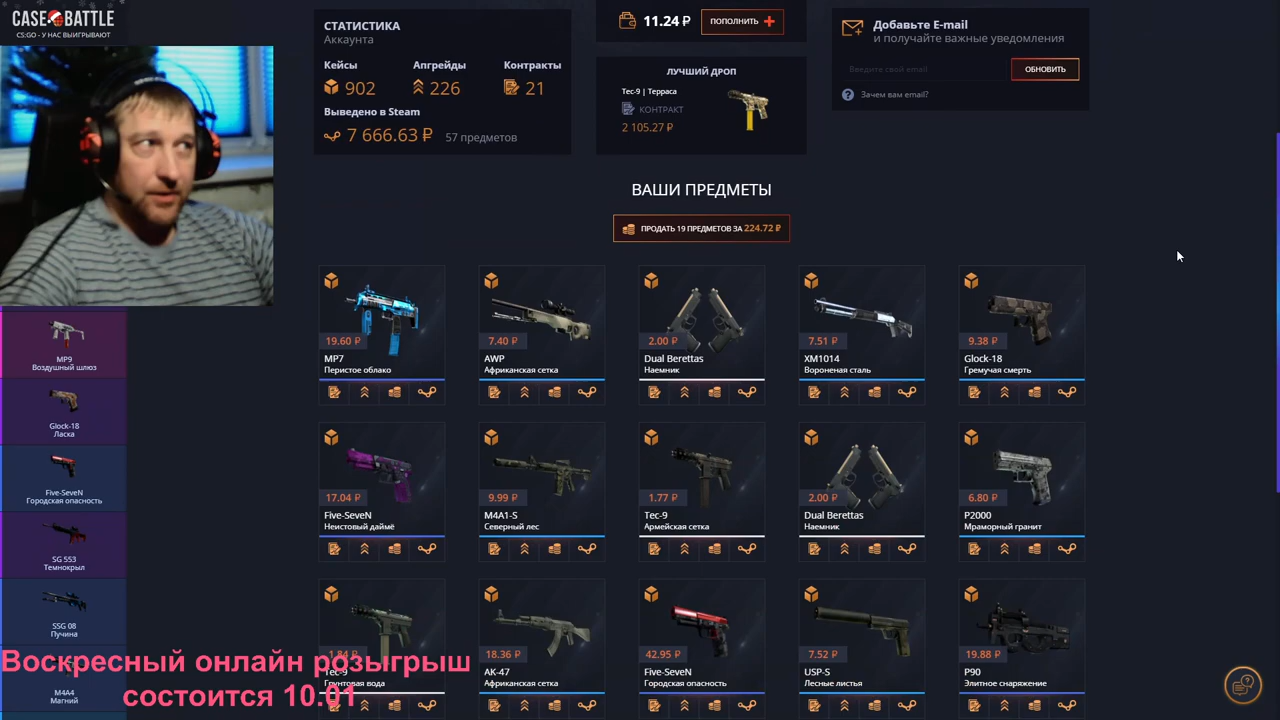 CASE BATTLE
CS:GO - У НАС ВЫИГРЫВАЮТ
СТАТИСТИКА
Аккаунта
Кейсы
Апгрейды
Контракты
902
226
21
Выведено в Steam
7 666.63 ₽
57 предметов
11.24 ₽
ПОПОЛНИТЬ
ЛУЧШИЙ ДРОП
Tec-9 | Терраса
КОНТРАКТ
2 105.27 ₽
Добавьте E-mail
и получайте важные уведомления
Введите свой email
ОБНОВИТЬ
Зачем вам email?
ВАШИ ПРЕДМЕТЫ
ПРОДАТЬ 19 ПРЕДМЕТОВ ЗА 224.72 ₽
19.60 ₽
MP7
Перистое облако
7.40 ₽
AWP
Африканская сетка
2.00 ₽
Dual Berettas
Наемник
7.51 ₽
XM1014
Вороненая сталь
9.38 ₽
Glock-18
Гремучая смерть
17.04 ₽
Five-SeveN
Неистовый даймё
9.99 ₽
M4A1-S
Северный лес
1.77 ₽
Tec-9
Армейская сетка
2.00 ₽
Dual Berettas
Наемник
6.80 ₽
P2000
Мраморный гранит
1.84 ₽
Tec-9
Грунтовая вода
18.36 ₽
AK-47
Африканская сетка
42.95 ₽
Five-SeveN
Городская опасность
7.52 ₽
USP-S
Лесные листья
19.88 ₽
P90
Элитное снаряжение
MP9
Воздушный шлюз
Glock-18
Ласка
Five-SeveN
Городская опасность
SG 553
Темнокрыл
SSG 08
Пучина
M4A4
Магний
Воскресный онлайн розыгрыш
состоится 10.01